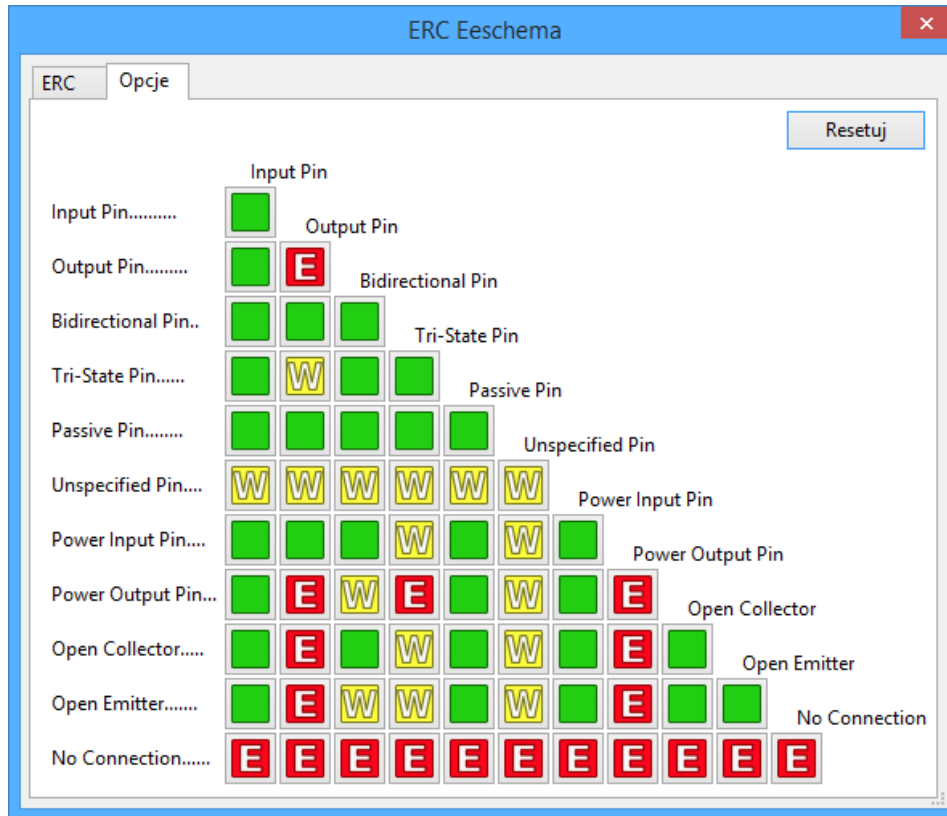 ERC Eeschema
ERC Opcje
Resetuj
Input Pin
Input Pin..........
Output Pin
Output Pin.........
E
Bidirectional Pin
Bidirectional Pin..
Tri-State Pin
Tri-State Pin......
W
Passive Pin
Passive Pin........
Unspecified Pin
Unspecified Pin....
W W W W W W
Power Input Pin
Power Input Pin....
W W
Power Output Pin
Power Output Pin...
E W E W E
Open Collector
Open Collector.....
E W W E
Open Emitter
Open Emitter.......
E W W W E
No Connection
No Connection......
E E E E E E E E E E E